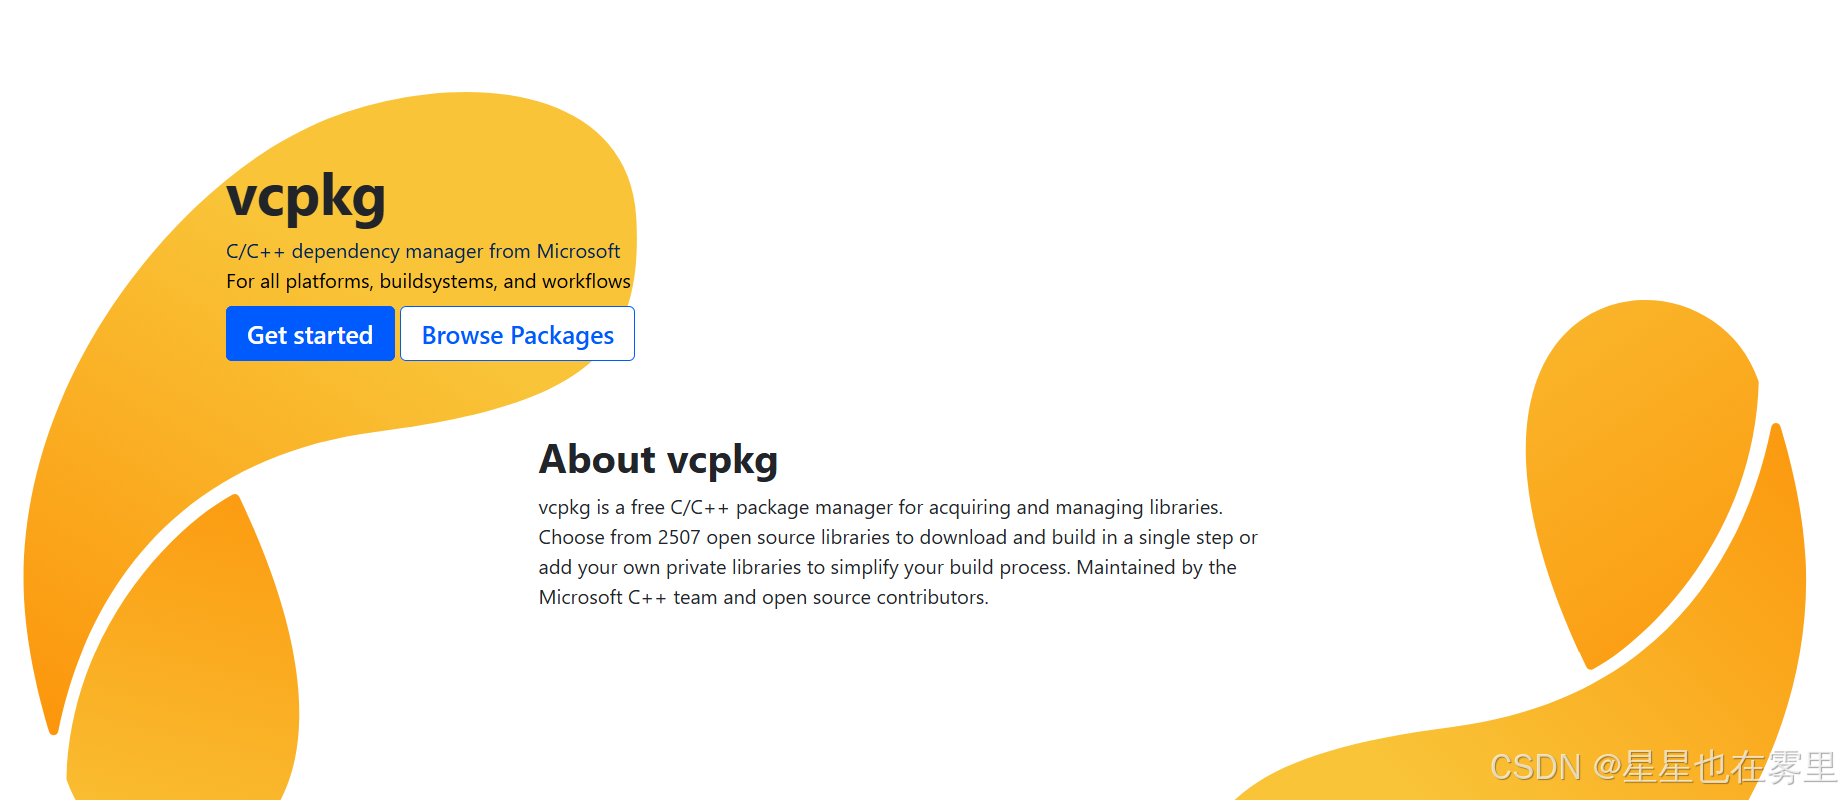 vcpkg
C/C++ dependency manager from Microsoft
For all platforms, buildsystems, and workflows
Get started Browse Packages
About vcpkg
vcpkg is a free C/C++ package manager for acquiring and managing libraries.
Choose from 2507 open source libraries to download and build in a single step or
add your own private libraries to simplify your build process. Maintained by the
Microsoft C++ team and open source contributors.
CSDN @星星也在雾里